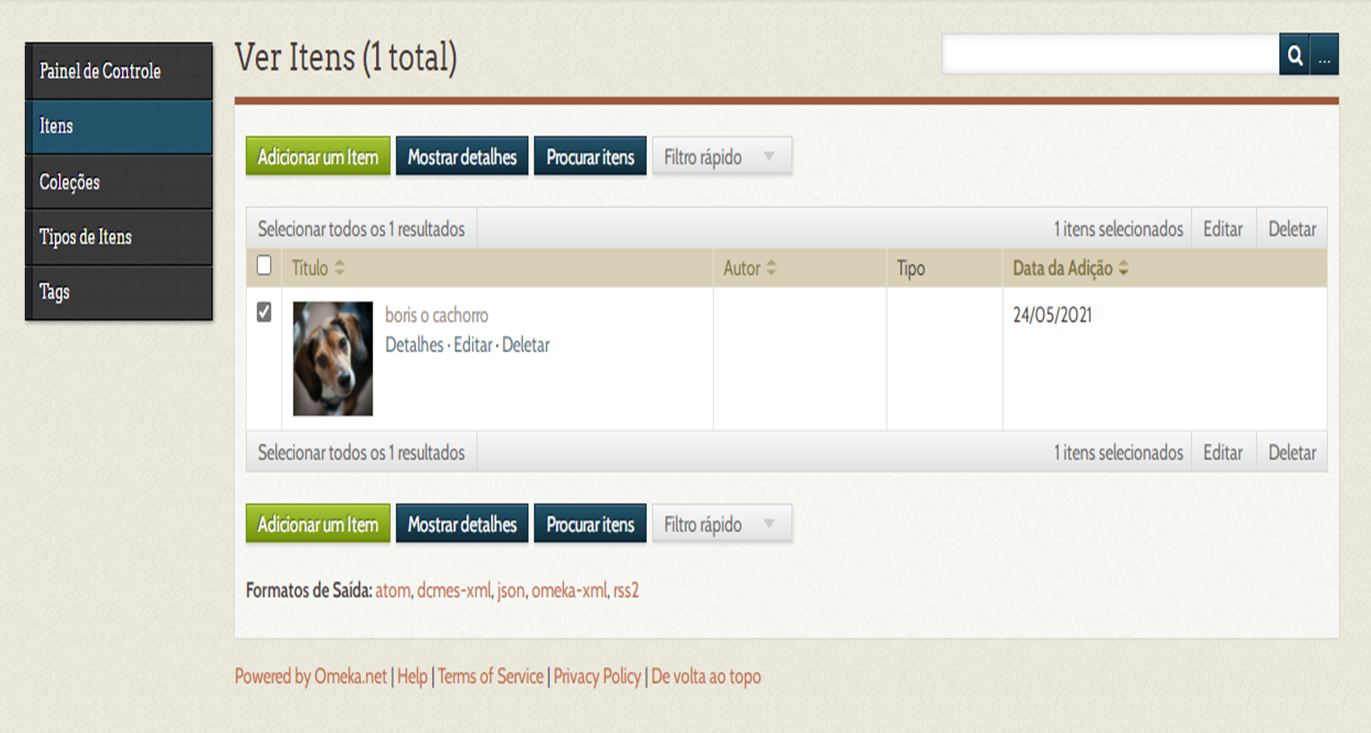 Painel de Controle
Itens
Coleções
Tipos de Itens
Tags
Ver Itens (1 total)
...
Adicionar um Item Mostrar detalhes Procurar itens Filtro rápido
Selecionar todos os 1 resultados 1 itens selecionados Editar Deletar
Título Autor Tipo Data da Adição
boris o cachorro 24/05/2021
Detalhes · Editar · Deletar
Selecionar todos os 1 resultados 1 itens selecionados Editar Deletar
Adicionar um Item Mostrar detalhes Procurar itens Filtro rápido
Formatos de Saída: atom, dcmes-xml, json, omeka-xml, rss2
Powered by Omeka.net | Help | Terms of Service | Privacy Policy | De volta ao topo